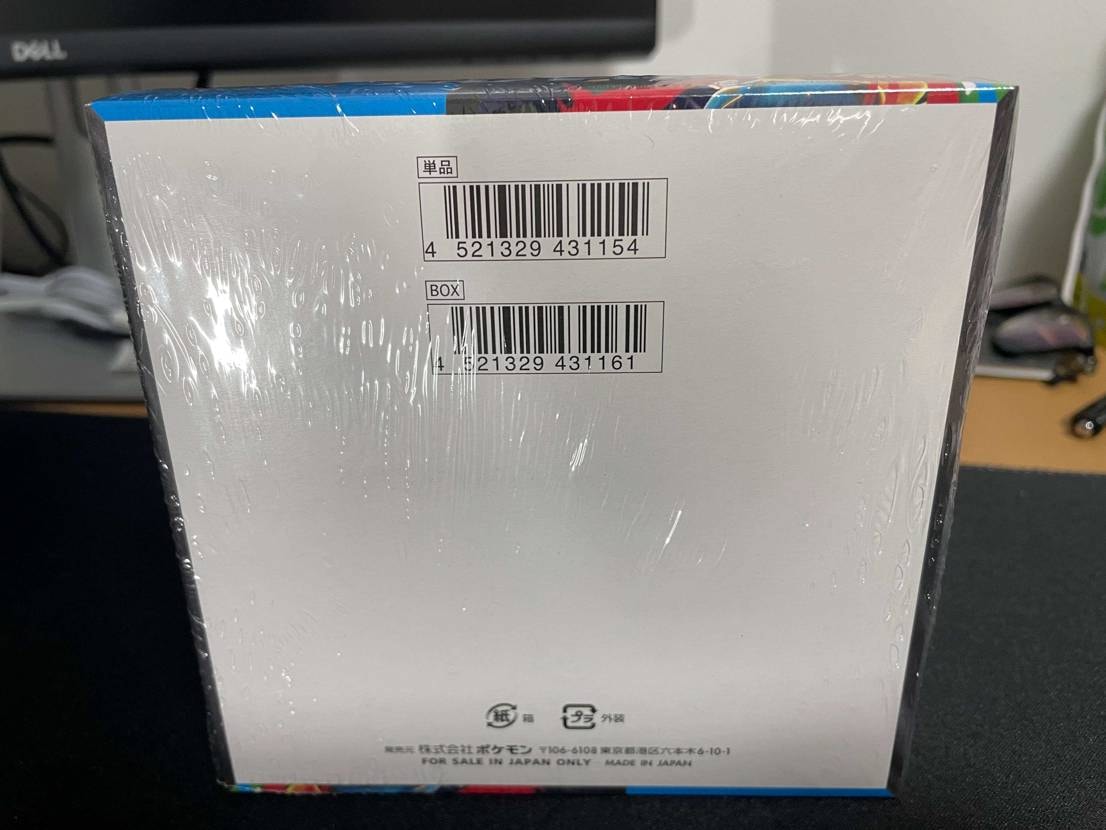 DELL
単品
4 521329 431154
BOX
4 521329 431161
紙 箱 プラ 外装
発売元 株式会社ポケモン 〒106-6108 東京都港区六本木6-10-1
FOR SALE IN JAPAN ONLY MADE IN JAPAN